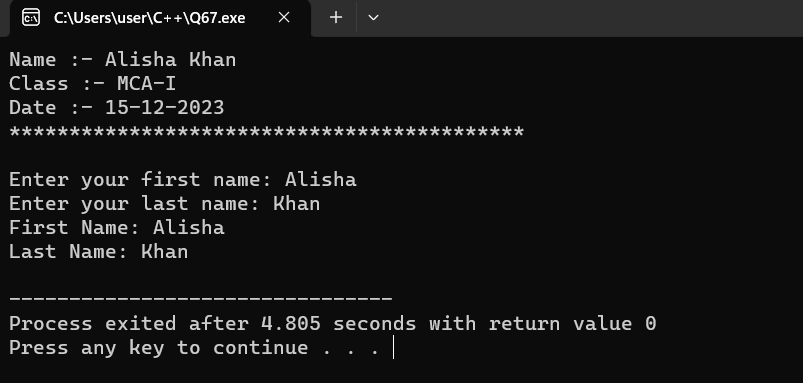 C:\Users\user\C++\Q67.exe
Name :- Alisha Khan
Class :- MCA-I
Date :- 15-12-2023
*******************************************
Enter your first name: Alisha
Enter your last name: Khan
First Name: Alisha
Last Name: Khan
--------------------------------
Process exited after 4.805 seconds with return value 0
Press any key to continue . . .